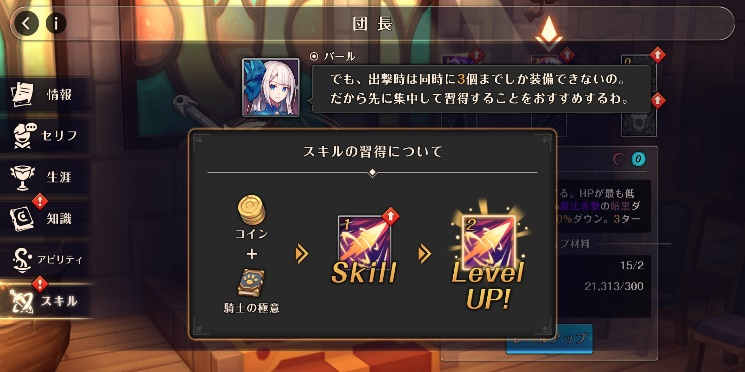 団長
パール
でも、出撃時は同時に3個までしか装備できないの。
だから先に集中して習得することをおすすめするわ。
情報
セリフ
生涯
知識
アビリティ
スキル
スキルの習得について
コイン
+
騎士の極意
1
Skill
2
Level
UP!
0
る。HPが最も低
魔法攻撃の暗黒ダ
0%ダウン。3ター
プ材料
15/2
21,313/300